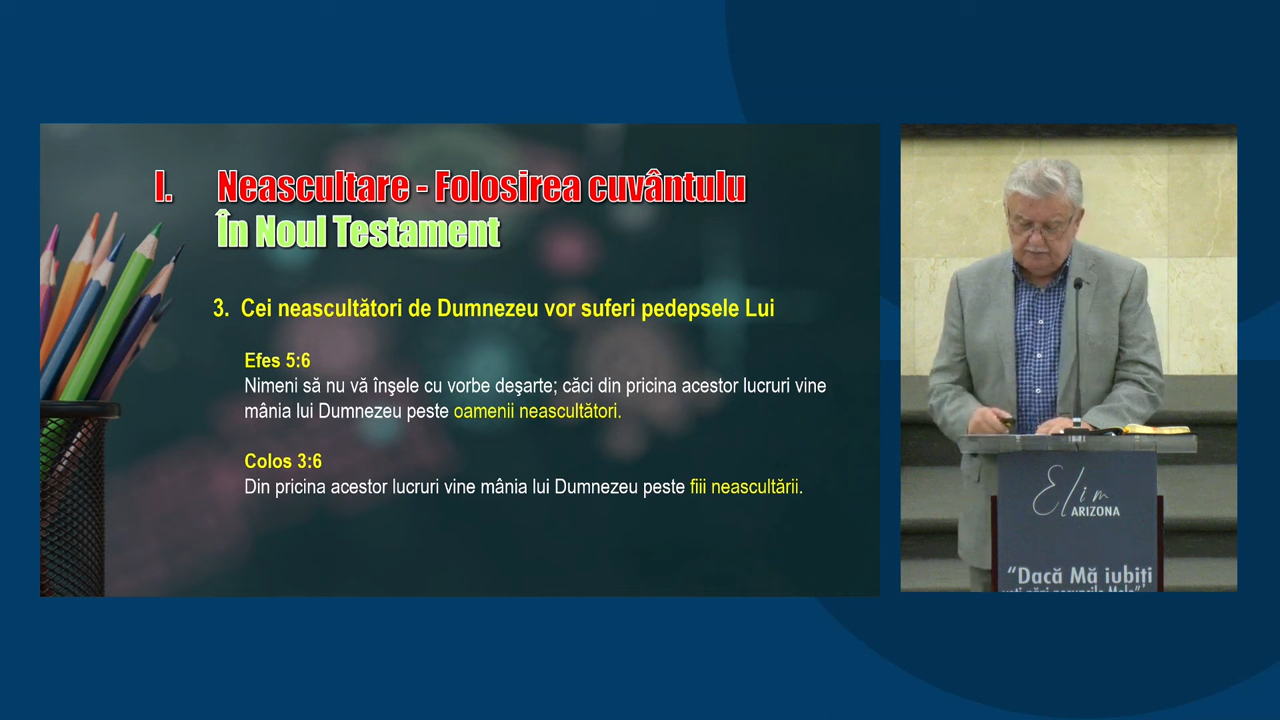 I. Neascultare - Folosirea cuvântulu
În Noul Testament
3. Cei neascultători de Dumnezeu vor suferi pedepsele Lui
Efes 5:6
Nimeni să nu vă înşele cu vorbe deşarte; căci din pricina acestor lucruri vine
mânia lui Dumnezeu peste oamenii neascultători.
Colos 3:6
Din pricina acestor lucruri vine mânia lui Dumnezeu peste fiii neascultării.
Elim
ARIZONA
“Dacă Mă iubiți